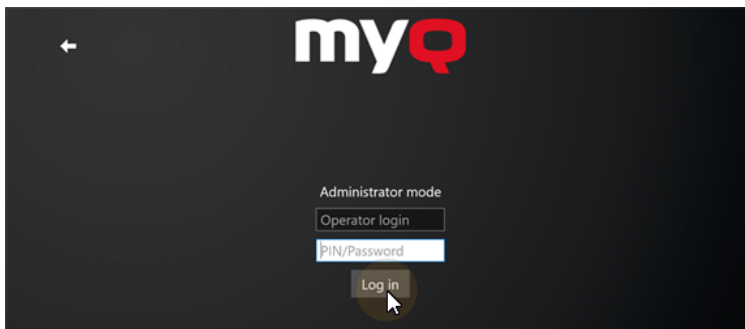 myQ
Administrator mode
Operator login
PIN/Password
Log in